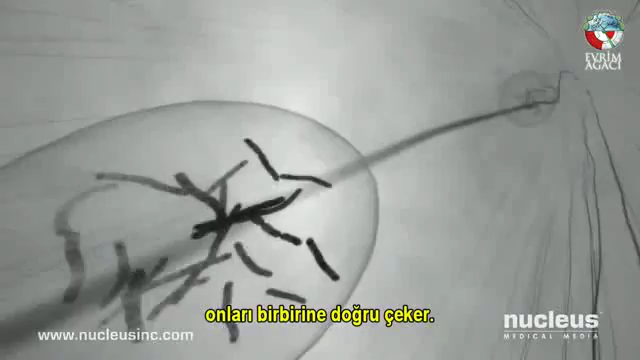 EVRİM
AĞACI
onları birbirine doğru çeker.
www.nucleusinc.com
nucleus
MEDICAL MEDIA